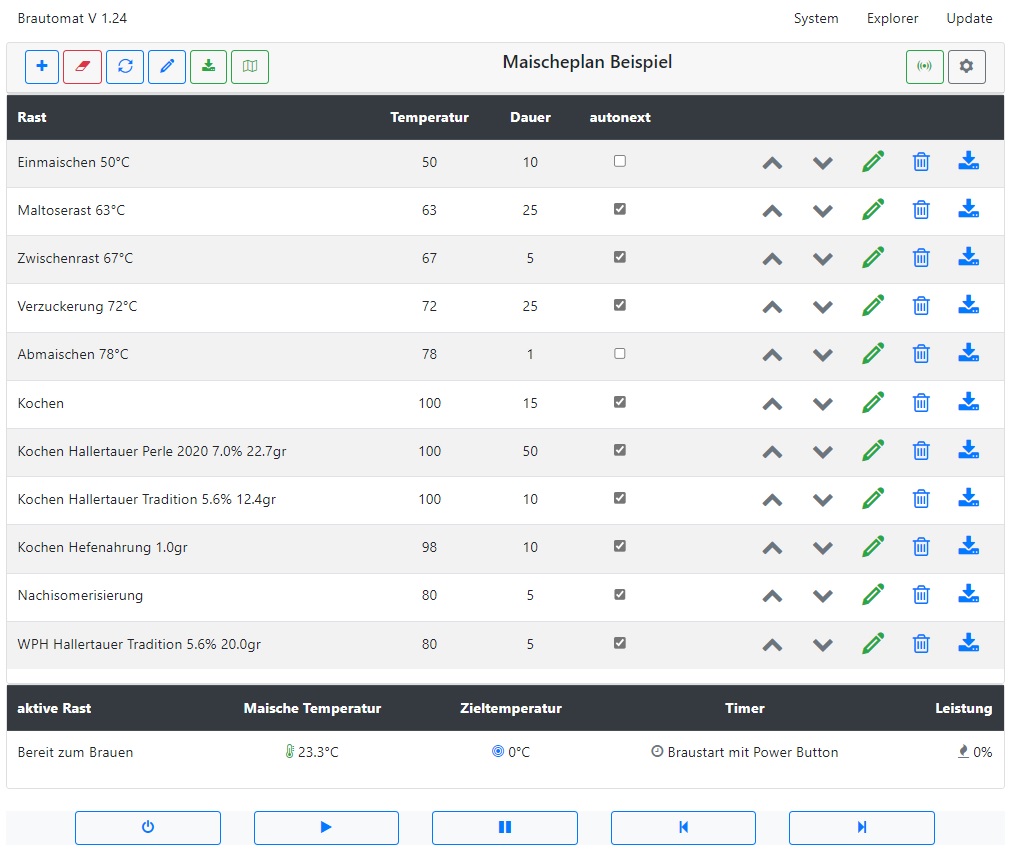 Brautomat V 1.24 System Explorer Update
Maischeplan Beispiel
Rast Temperatur Dauer autonext
Einmaischen 50°C 50 10
Maltoserast 63°C 63 25
Zwischenrast 67°C 67 5
Verzuckerung 72°C 72 25
Abmaischen 78°C 78 1
Kochen 100 15
Kochen Hallertauer Perle 2020 7.0% 22.7gr 100 50
Kochen Hallertauer Tradition 5.6% 12.4gr 100 10
Kochen Hefenahrung 1.0gr 98 10
Nachisomerisierung 80 5
WPH Hallertauer Tradition 5.6% 20.0gr 80 5
aktive Rast Maische Temperatur Zieltemperatur Timer Leistung
Bereit zum Brauen 23.3°C 0°C Braustart mit Power Button 0%